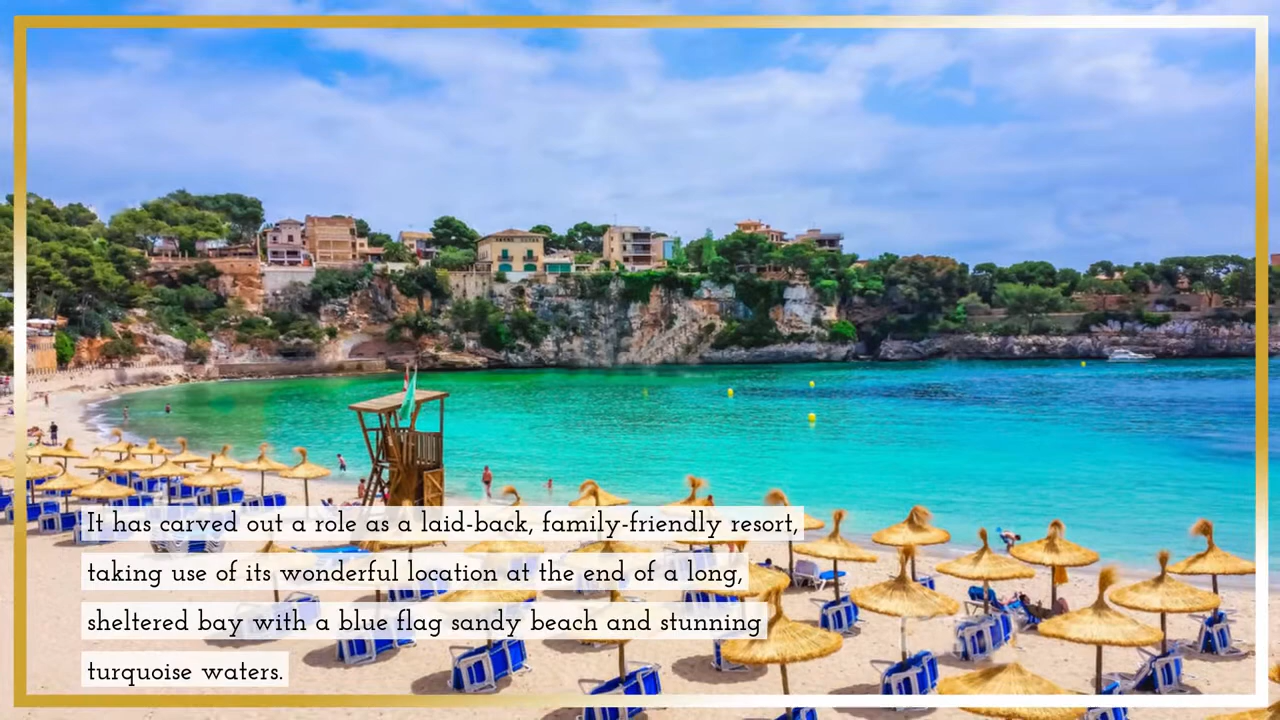 It has carved out a role as a laid-back, family-friendly resort,
taking use of its wonderful location at the end of a long,
sheltered bay with a blue flag sandy beach and stunning
turquoise waters.